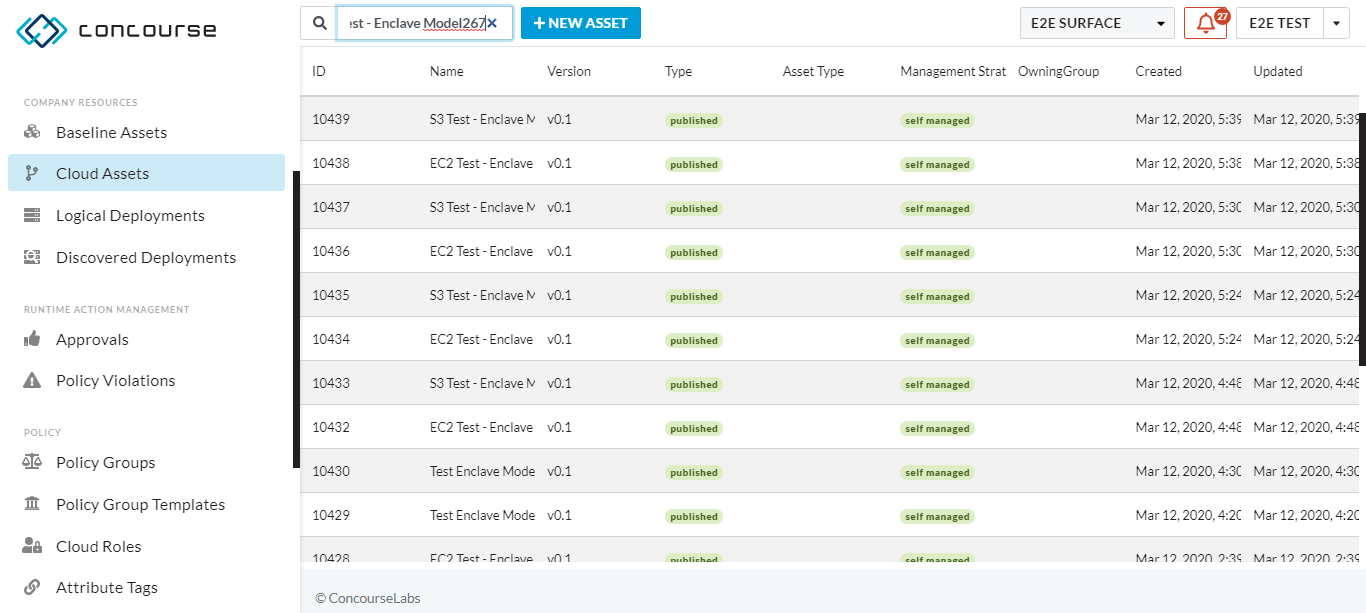 concourse
est - Enclave Model267
NEW ASSET
E2E SURFACE
27
E2E TEST
COMPANY RESOURCES
Baseline Assets
Cloud Assets
Logical Deployments
Discovered Deployments
RUNTIME ACTION MANAGEMENT
Approvals
Policy Violations
POLICY
Policy Groups
Policy Group Templates
Cloud Roles
Attribute Tags
ID Name Version Type Asset Type Management Strat OwningGroup Created Updated
10439 S3 Test - Enclave M v0.1 published self managed Mar 12, 2020, 5:39 Mar 12, 2020, 5:39
10438 EC2 Test - Enclave v0.1 published self managed Mar 12, 2020, 5:38 Mar 12, 2020, 5:38
10437 S3 Test - Enclave M v0.1 published self managed Mar 12, 2020, 5:30 Mar 12, 2020, 5:30
10436 EC2 Test - Enclave v0.1 published self managed Mar 12, 2020, 5:30 Mar 12, 2020, 5:30
10435 S3 Test - Enclave M v0.1 published self managed Mar 12, 2020, 5:24 Mar 12, 2020, 5:24
10434 EC2 Test - Enclave v0.1 published self managed Mar 12, 2020, 5:24 Mar 12, 2020, 5:24
10433 S3 Test - Enclave M v0.1 published self managed Mar 12, 2020, 4:48 Mar 12, 2020, 4:48
10432 EC2 Test - Enclave v0.1 published self managed Mar 12, 2020, 4:48 Mar 12, 2020, 4:48
10430 Test Enclave Mode v0.1 published self managed Mar 12, 2020, 4:30 Mar 12, 2020, 4:30
10429 Test Enclave Mode v0.1 published self managed Mar 12, 2020, 4:20 Mar 12, 2020, 4:20
10428 EC2 Test - Enclave v0.1 published self managed Mar 12, 2020, 2:39 Mar 12, 2020, 2:39
© ConcourseLabs